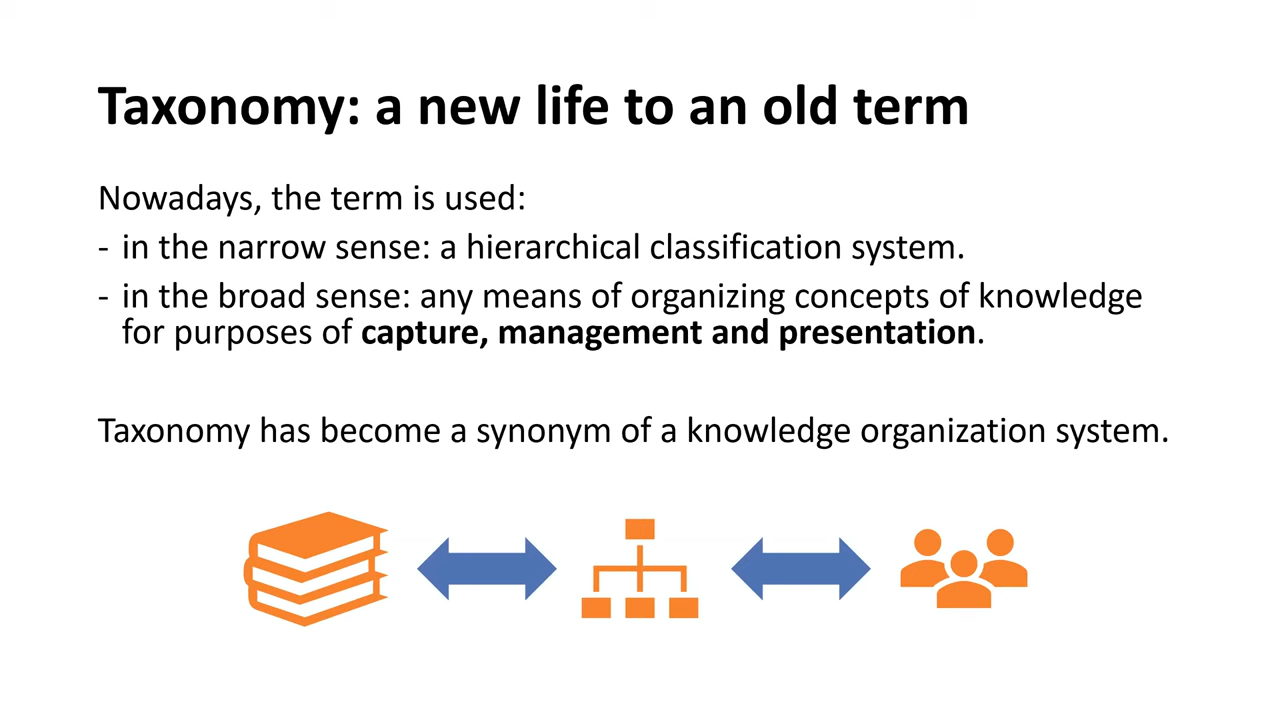 Taxonomy: a new life to an old term
Nowadays, the term is used:
- in the narrow sense: a hierarchical classification system.
- in the broad sense: any means of organizing concepts of knowledge
for purposes of capture, management and presentation.
Taxonomy has become a synonym of a knowledge organization system.